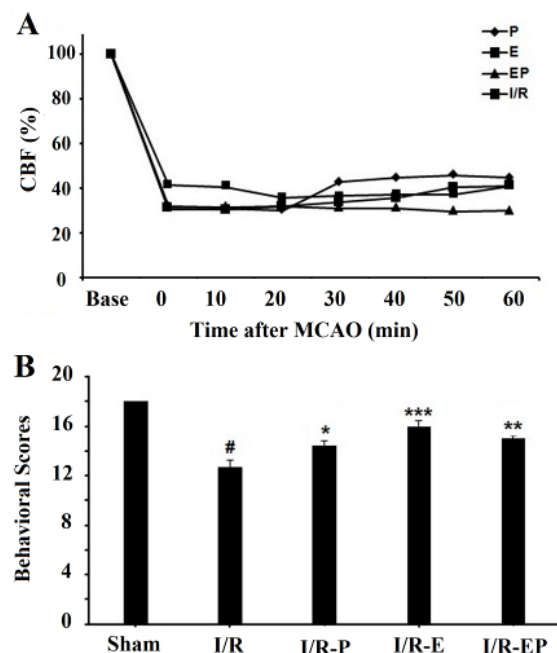 A
P
E
EP
I/R
100
80
60
40
20
0
CBF (%)
Base 0 10 20 30 40 50 60
Time after MCAO (min)
B
20
16
12
8
4
0
Behavioral Scores
#
*
***
**
Sham I/R I/R-P I/R-E I/R-EP